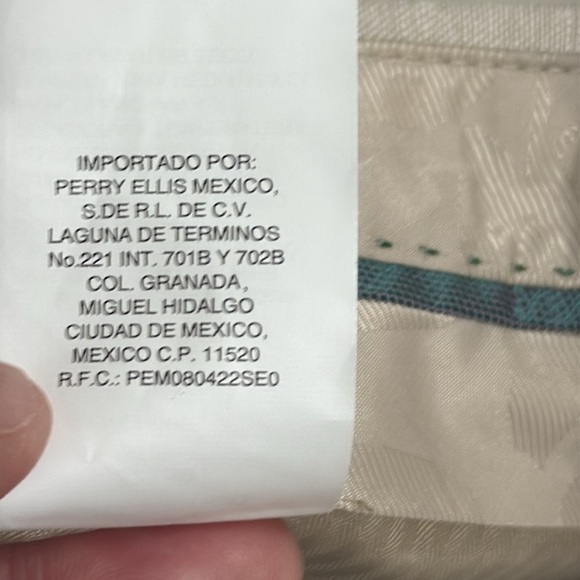 IMPORTADO POR:
PERRY ELLIS MEXICO,
S.DE R.L. DE C.V.
LAGUNA DE TERMINOS
No.221 INT. 701B Y 702B
COL. GRANADA,
MIGUEL HIDALGO
CIUDAD DE MEXICO,
MEXICO C.P. 11520
R.F.C.: PEM080422SE0